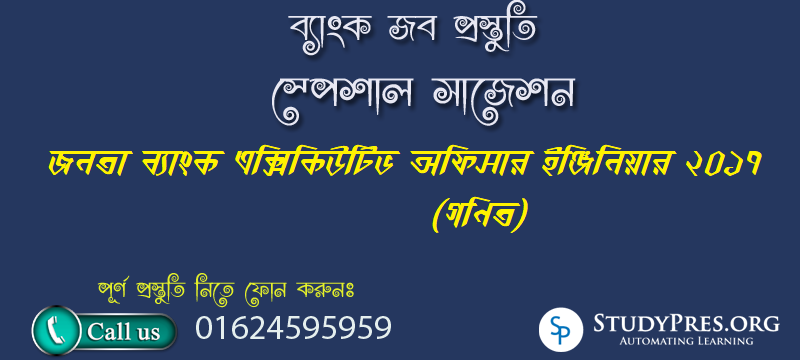 ব্যাংক জব প্রস্তুতি
স্পেশাল সাজেশন
জনতা ব্যাংক এক্সিকিউটিভ অফিসার ইঞ্জিনিয়ার ২০১৭
(গনিত)
পূর্ণ প্রস্তুতি নিতে ফোন করুনঃ
Call us 01624595959
SP STUDYPRES.ORG
AUTOMATING LEARNING